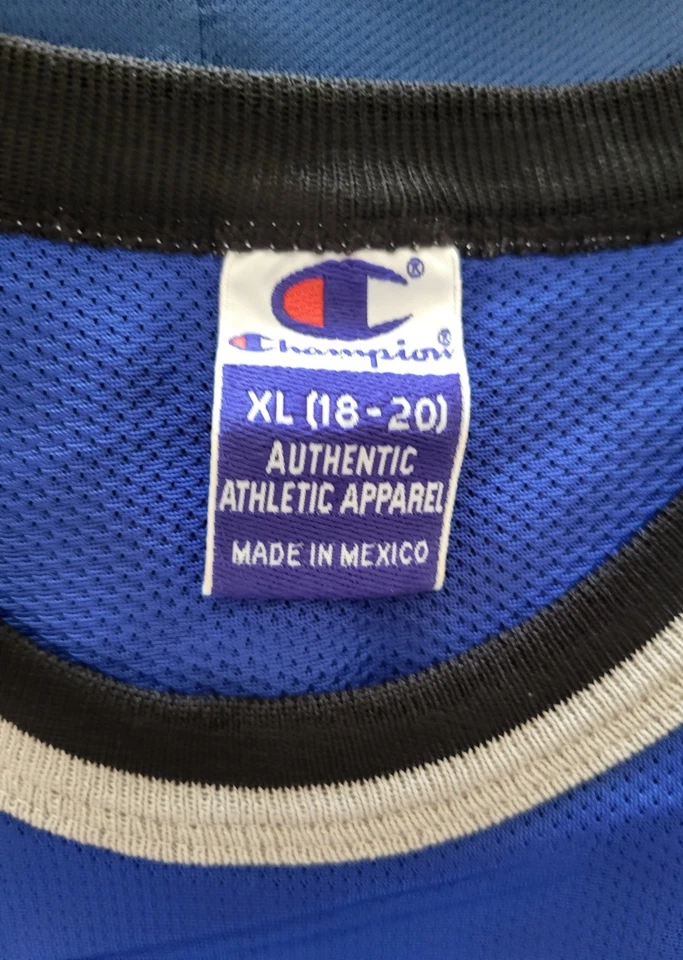 ®
Champion®
XL (18-20)
AUTHENTIC
ATHLETIC APPAREL
MADE IN MEXICO